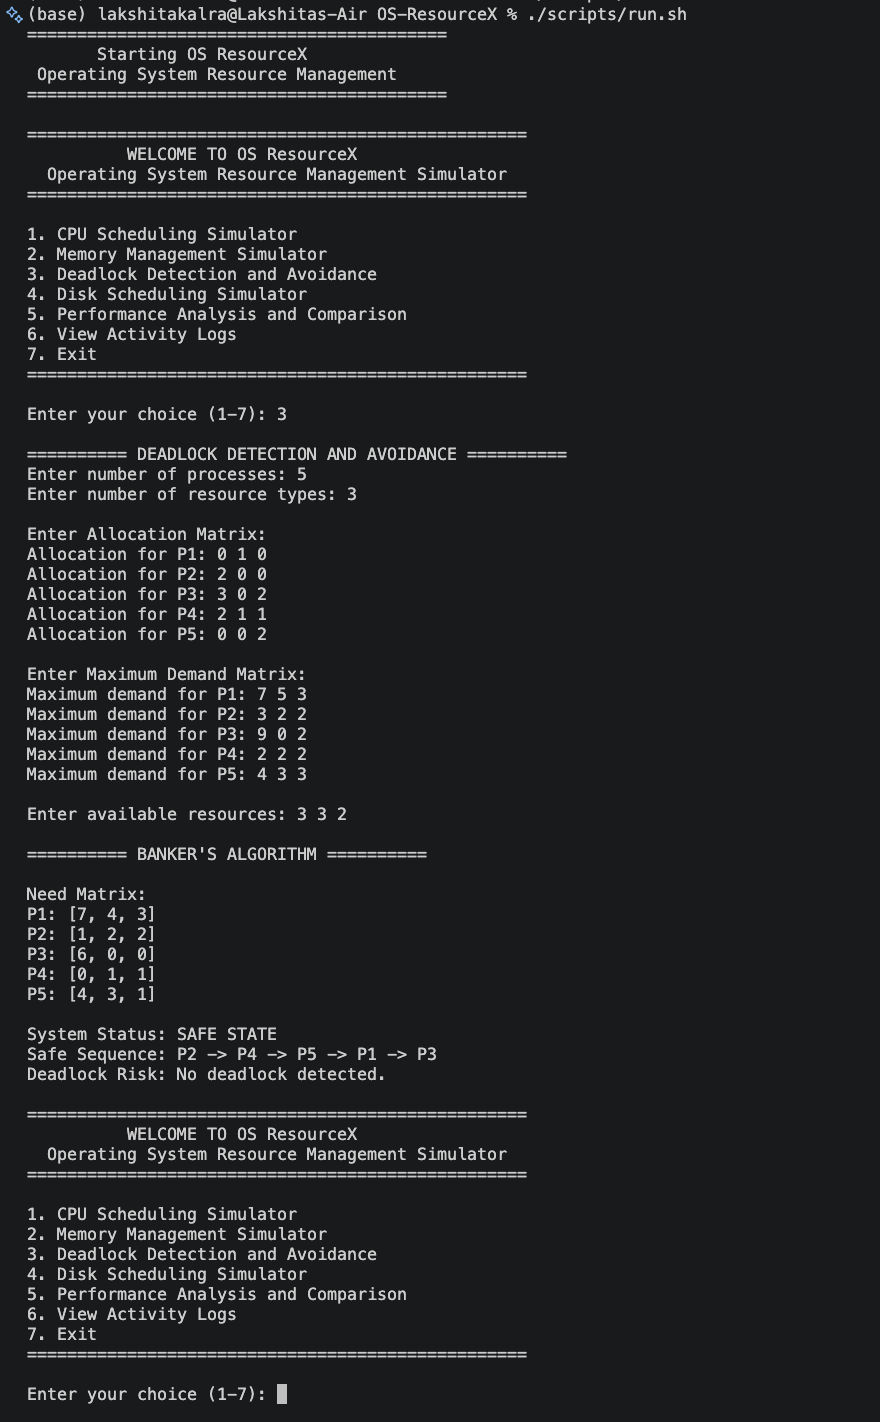 (base) lakshitakalra@Lakshitas-Air OS-ResourceX % ./scripts/run.sh
==========================================
Starting OS ResourceX
Operating System Resource Management
==========================================
==================================================
WELCOME TO OS ResourceX
Operating System Resource Management Simulator
==================================================
1. CPU Scheduling Simulator
2. Memory Management Simulator
3. Deadlock Detection and Avoidance
4. Disk Scheduling Simulator
5. Performance Analysis and Comparison
6. View Activity Logs
7. Exit
==================================================
Enter your choice (1-7): 3
========== DEADLOCK DETECTION AND AVOIDANCE ==========
Enter number of processes: 5
Enter number of resource types: 3
Enter Allocation Matrix:
Allocation for P1: 0 1 0
Allocation for P2: 2 0 0
Allocation for P3: 3 0 2
Allocation for P4: 2 1 1
Allocation for P5: 0 0 2
Enter Maximum Demand Matrix:
Maximum demand for P1: 7 5 3
Maximum demand for P2: 3 2 2
Maximum demand for P3: 9 0 2
Maximum demand for P4: 2 2 2
Maximum demand for P5: 4 3 3
Enter available resources: 3 3 2
========== BANKER'S ALGORITHM ==========
Need Matrix:
P1: [7, 4, 3]
P2: [1, 2, 2]
P3: [6, 0, 0]
P4: [0, 1, 1]
P5: [4, 3, 1]
System Status: SAFE STATE
Safe Sequence: P2 -> P4 -> P5 -> P1 -> P3
Deadlock Risk: No deadlock detected.
==================================================
WELCOME TO OS ResourceX
Operating System Resource Management Simulator
==================================================
1. CPU Scheduling Simulator
2. Memory Management Simulator
3. Deadlock Detection and Avoidance
4. Disk Scheduling Simulator
5. Performance Analysis and Comparison
6. View Activity Logs
7. Exit
==================================================
Enter your choice (1-7):